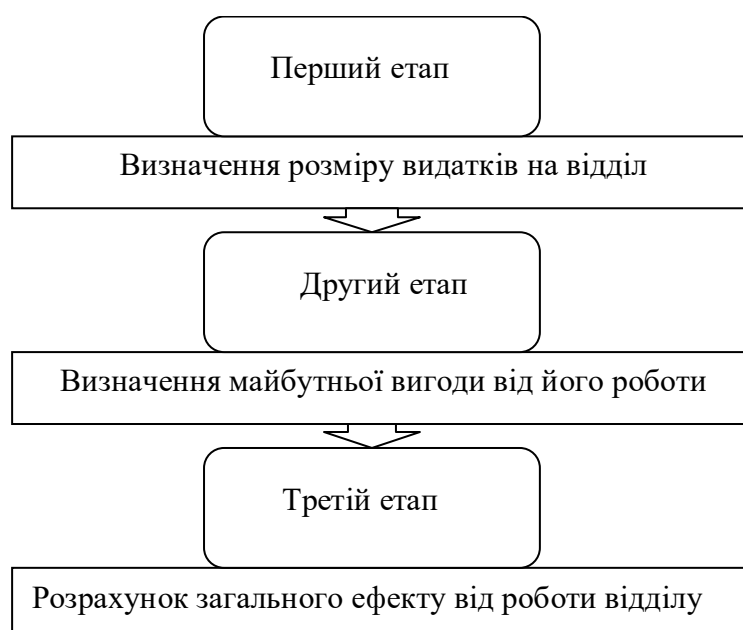 Перший етап
Визначення розміру видатків на відділ
Другий етап
Визначення майбутньої вигоди від його роботи
Третій етап
Розрахунок загального ефекту від роботи відділу